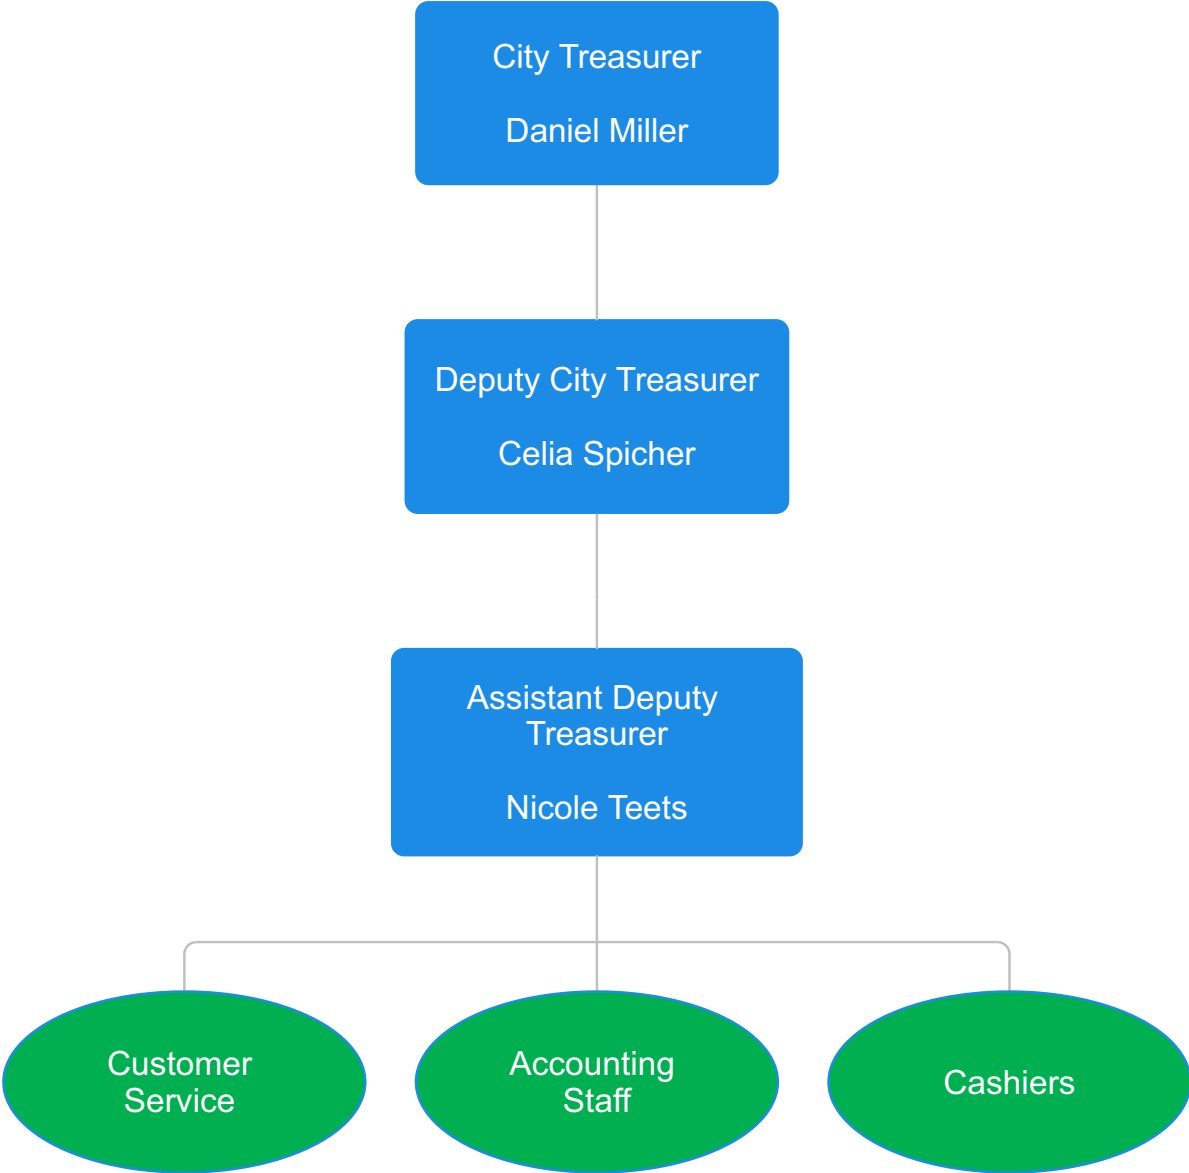 City Treasurer
Daniel Miller
Deputy City Treasurer
Celia Spicher
Assistant Deputy
Treasurer
Nicole Teets
Customer
Service
Accounting
Staff
Cashiers